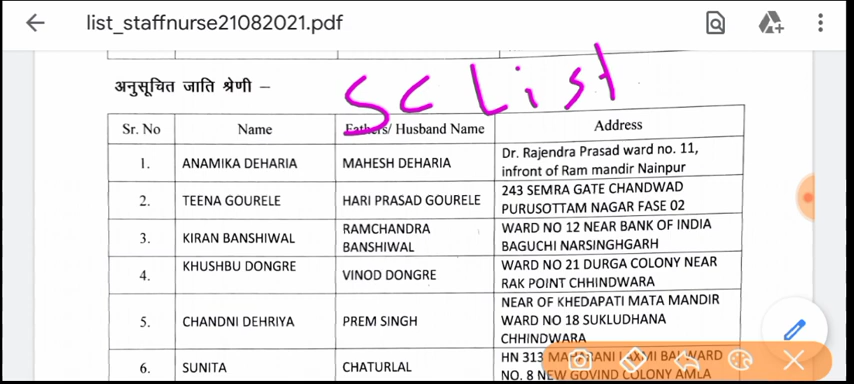 list_staffnurse21082021.pdf
अनुसूचित जाति श्रेणी –
SC List
Sr. No Name Fathers/ Husband Name Address
1. ANAMIKA DEHARIA MAHESH DEHARIA Dr. Rajendra Prasad ward no. 11,
infront of Ram mandir Nainpur
2. TEENA GOURELE HARI PRASAD GOURELE 243 SEMRA GATE CHANDWAD
PURUSOTTAM NAGAR FASE 02
3. KIRAN BANSHIWAL RAMCHANDRA
BANSHIWAL WARD NO 12 NEAR BANK OF INDIA
BAGUCHI NARSINGHGARH
4. KHUSHBU DONGRE VINOD DONGRE WARD NO 21 DURGA COLONY NEAR
RAK POINT CHHINDWARA
5. CHANDNI DEHRIYA PREM SINGH NEAR OF KHEDAPATI MATA MANDIR
WARD NO 18 SUKLUDHANA
CHHINDWARA
6. SUNITA CHATURLAL HN 313 MAHARANI LAXMI BAI WARD
NO. 8 NEW GOVIND COLONY AMLA